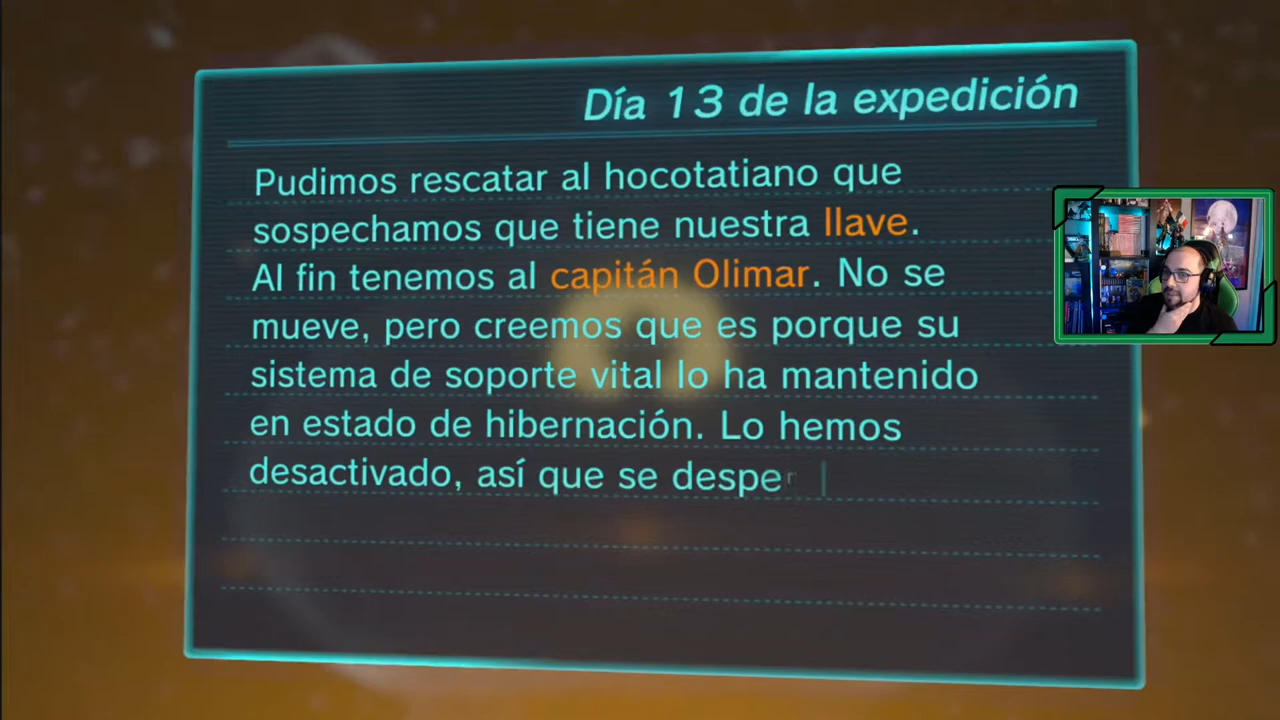 Día 13 de la expedición
Pudimos rescatar al hocotatiano que
sospechamos que tiene nuestra llave.
Al fin tenemos al capitán Olimar. No se
mueve, pero creemos que es porque su
sistema de soporte vital lo ha mantenido
en estado de hibernación. Lo hemos
desactivado, así que se desper